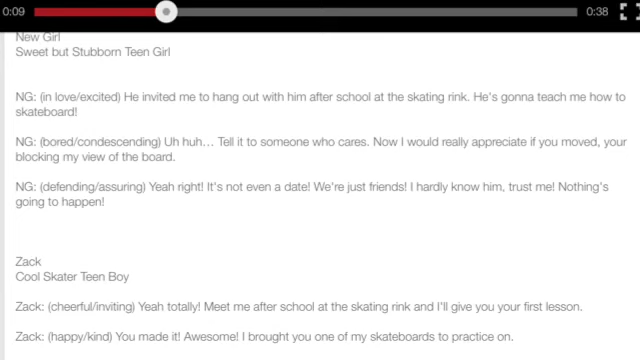 0:09
0:38
New Girl
Sweet but Stubborn Teen Girl
NG: (in love/excited) He invited me to hang out with him after school at the skating rink. He's gonna teach me how to
skateboard!
NG: (bored/condescending) Uh huh... Tell it to someone who cares. Now I would really appreciate if you moved, your
blocking my view of the board.
NG: (defending/assuring) Yeah right! It's not even a date! We're just friends! I hardly know him, trust me! Nothing's
going to happen!
Zack
Cool Skater Teen Boy
Zack: (cheerful/inviting) Yeah totally! Meet me after school at the skating rink and I'll give you your first lesson.
Zack: (happy/kind) You made it! Awesome! I brought you one of my skateboards to practice on.